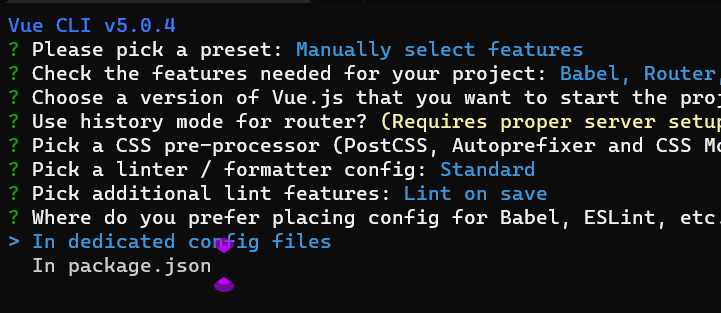 Vue CLI v5.0.4
? Please pick a preset: Manually select features
? Check the features needed for your project: Babel, Router,
? Choose a version of Vue.js that you want to start the proj
? Use history mode for router? (Requires proper server setup
? Pick a CSS pre-processor (PostCSS, Autoprefixer and CSS Mo
? Pick a linter / formatter config: Standard
? Pick additional lint features: Lint on save
? Where do you prefer placing config for Babel, ESLint, etc.
> In dedicated config files
In package.json